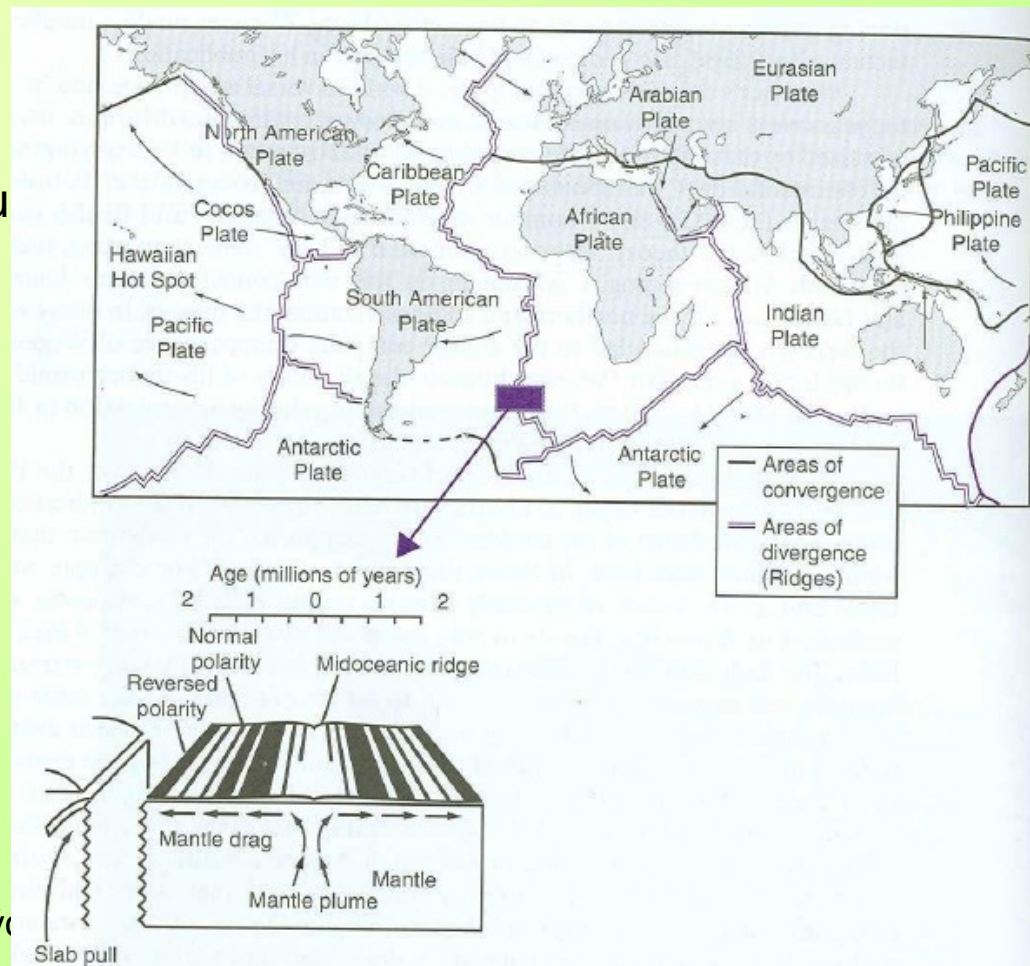 Eurasian
Plate
Arabian
Plate
North American
Plate
Caribbean
Plate
Pacific
Plate
Cocos
Plate
African
Plate
Philippine
Plate
Hawaiian
Hot Spot
South American
Plate
Pacific
Plate
Indian
Plate
Antarctic
Plate
Antarctic
Plate
Areas of
convergence
Areas of
divergence
(Ridges)
Age (millions of years)
2 1 0 1 2
Normal
polarity
Midoceanic ridge
Reversed
polarity
Mantle drag
Mantle
Mantle plume
Slab pull